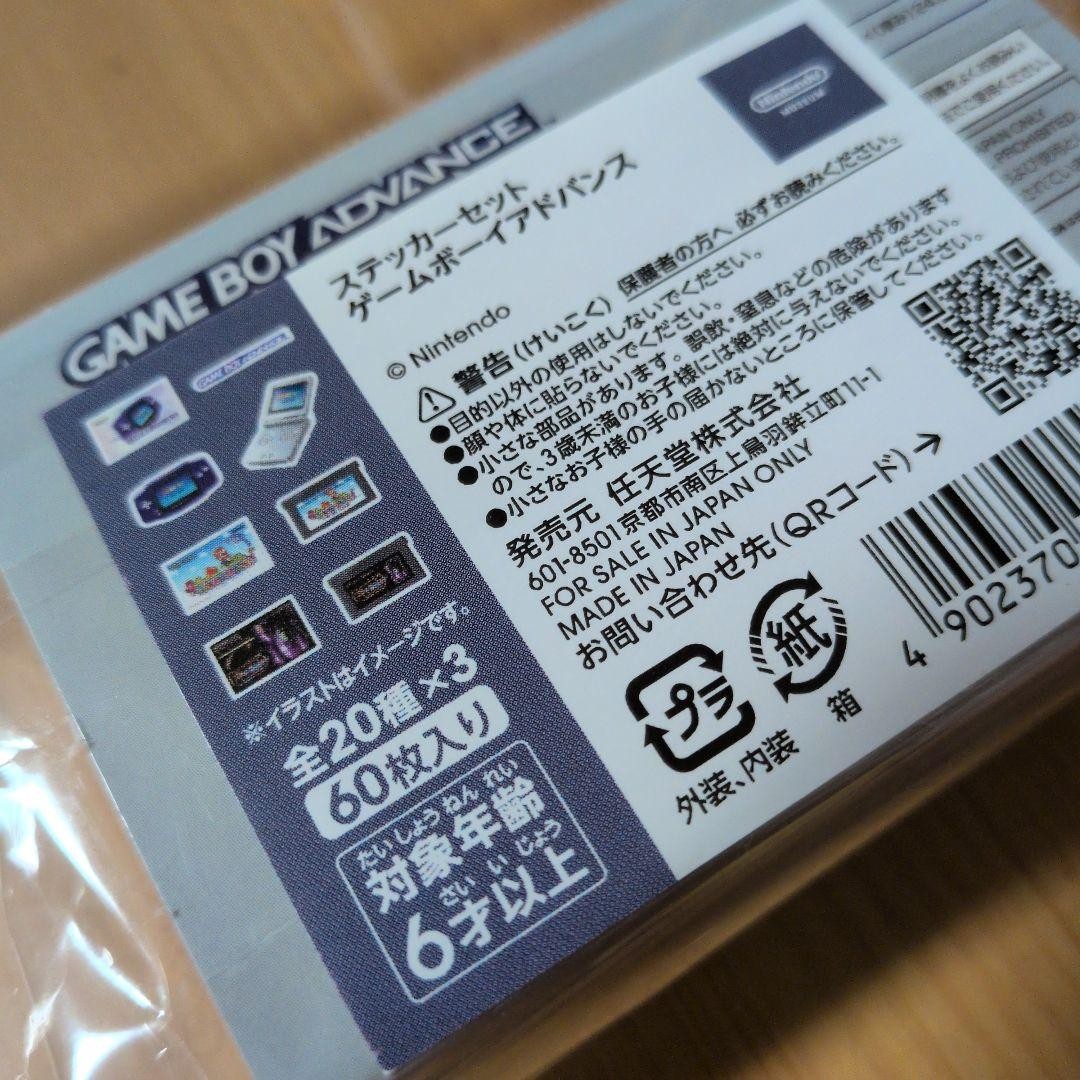 GAME BOY ADVANCE
GAME BOY ADVANCE
※イラストはイメージです。
全20種×3
60枚入り
たいしょうねんれい
対象年齢
さい いじょう
6才以上
Nintendo
MUSEUM
ステッカーセット
ゲームボーイアドバンス
© Nintendo
警告(けいこく) 保護者の方へ 必ずお読みください。
●目的以外の使用はしないでください。
●顔や体に貼らないでください。
●小さな部品があります。誤飲・窒息などの危険があります
ので、3歳未満のお子様には絶対に与えないでください。
●小さなお子様の手の届かないところに保管してください。
発売元 任天堂株式会社
601-8501 京都市南区上鳥羽鉾立町11-1
FOR SALE IN JAPAN ONLY
MADE IN JAPAN
お問い合わせ先(QRコード)→
プラ
外装、内装
紙
箱
4 902370
ONLY
PROHIBITED